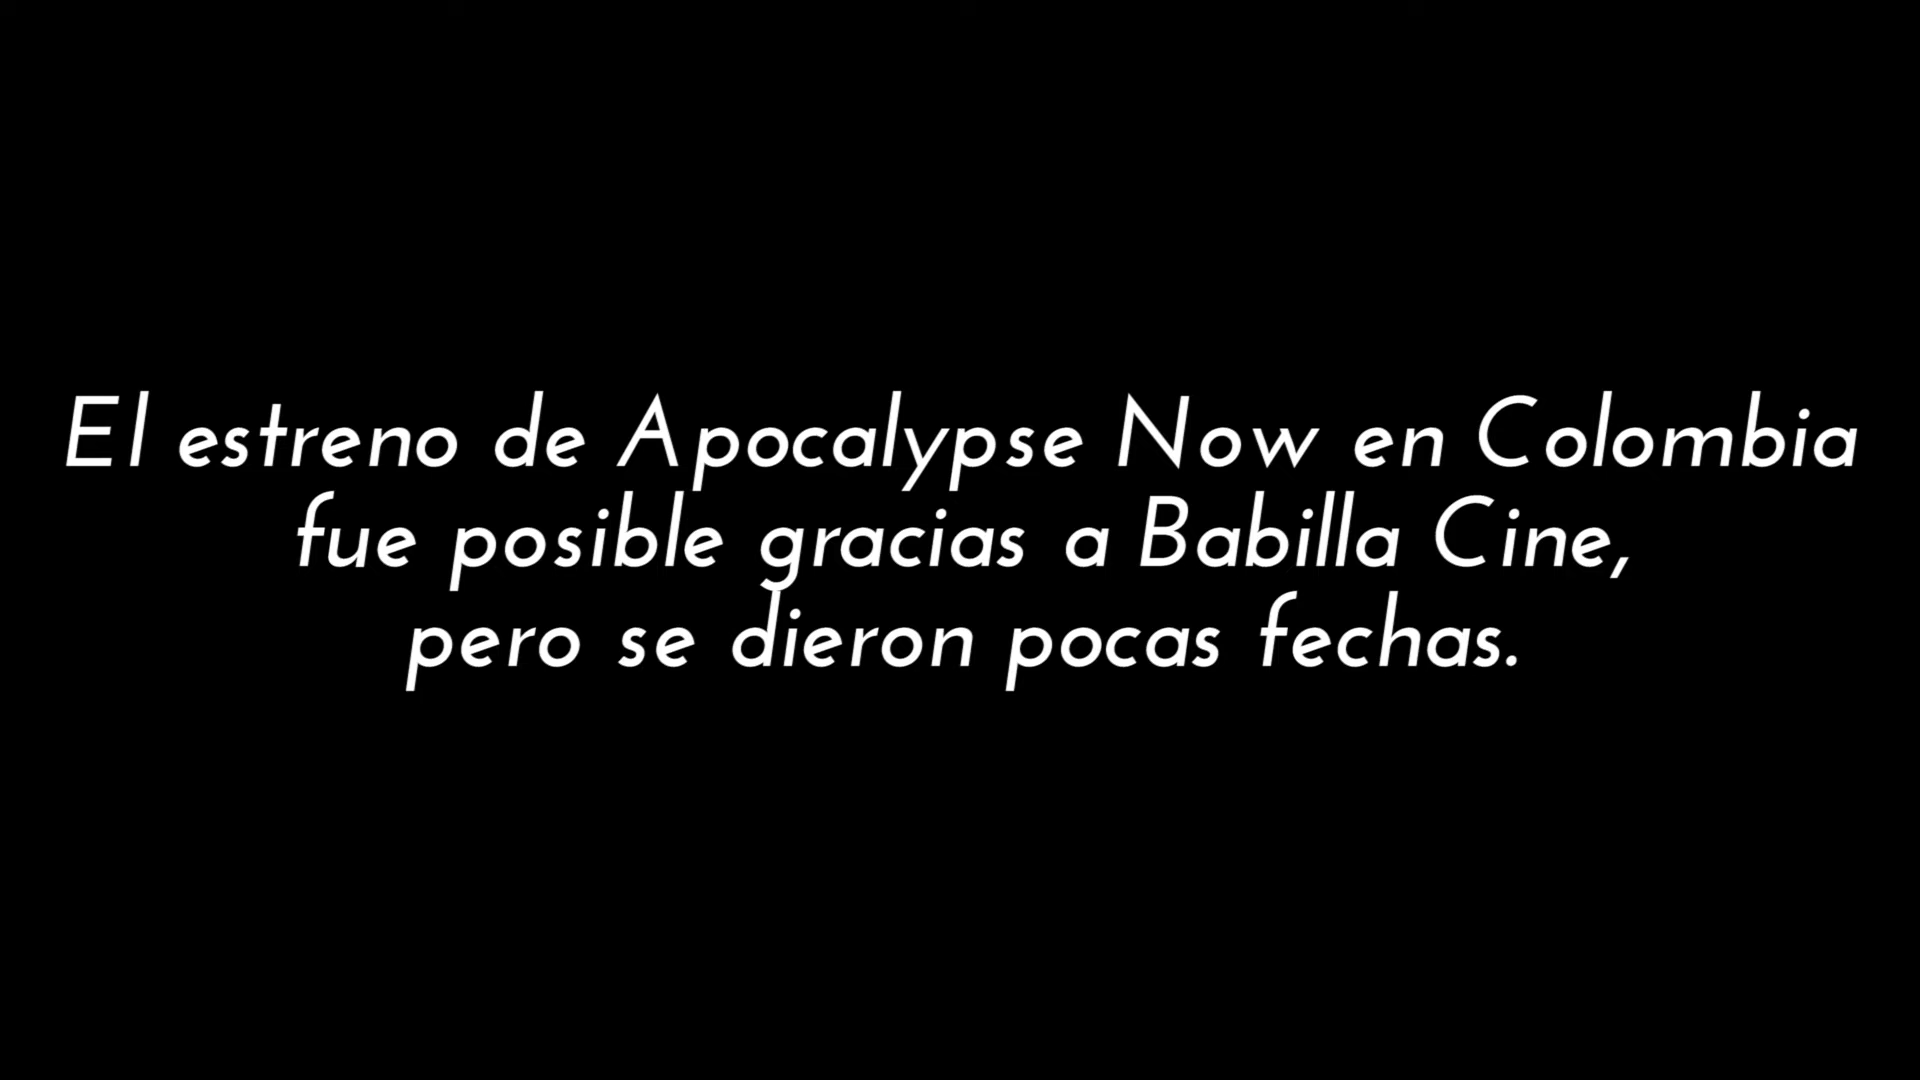 El estreno de Apocalypse Now en Colombia
fue posible gracias a Babilla Cine,
pero se dieron pocas fechas.